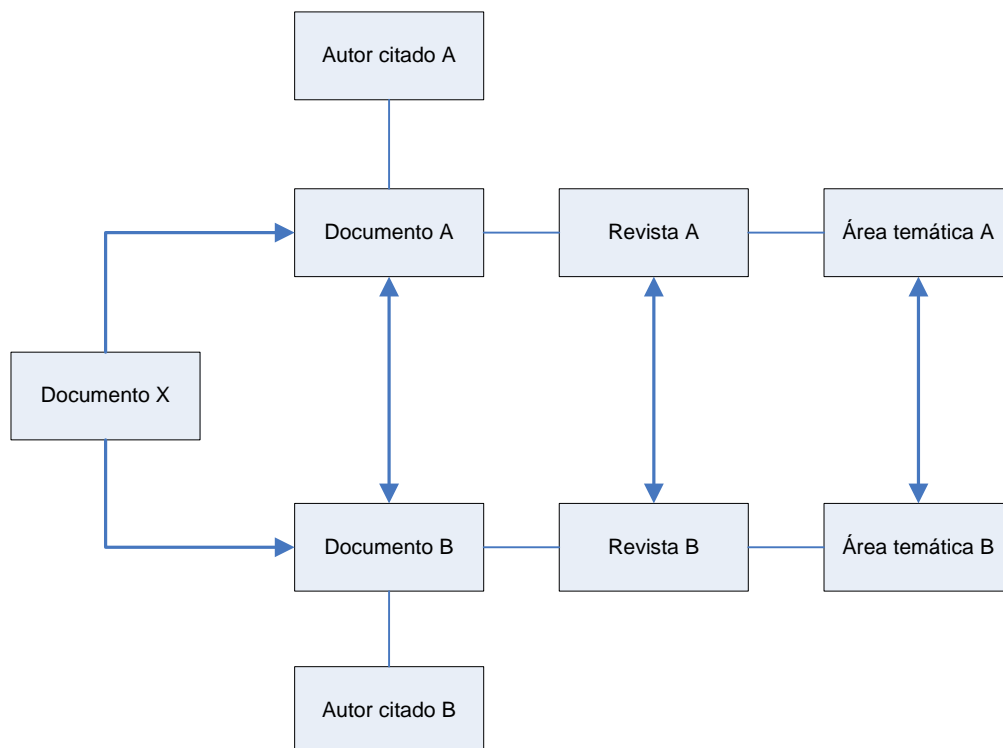 Autor citado A
Documento A
Revista A
Área temática A
Documento X
Documento B
Revista B
Área temática B
Autor citado B